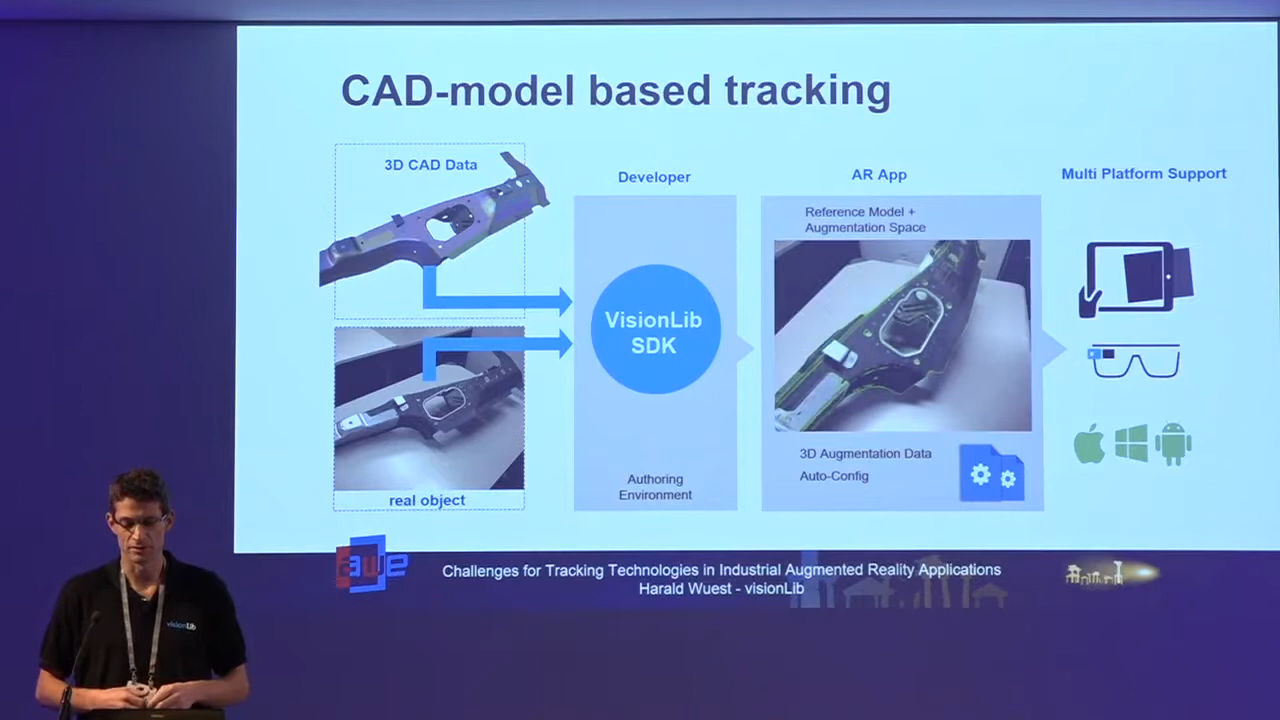 CAD-model based tracking
3D CAD Data
real object
Developer
VisionLib
SDK
Authoring
Environment
AR App
Reference Model +
Augmentation Space
3D Augmentation Data
Auto-Config
Multi Platform Support
awe
Challenges for Tracking Technologies in Industrial Augmented Reality Applications
Harald Wuest - visionLib
visionLib